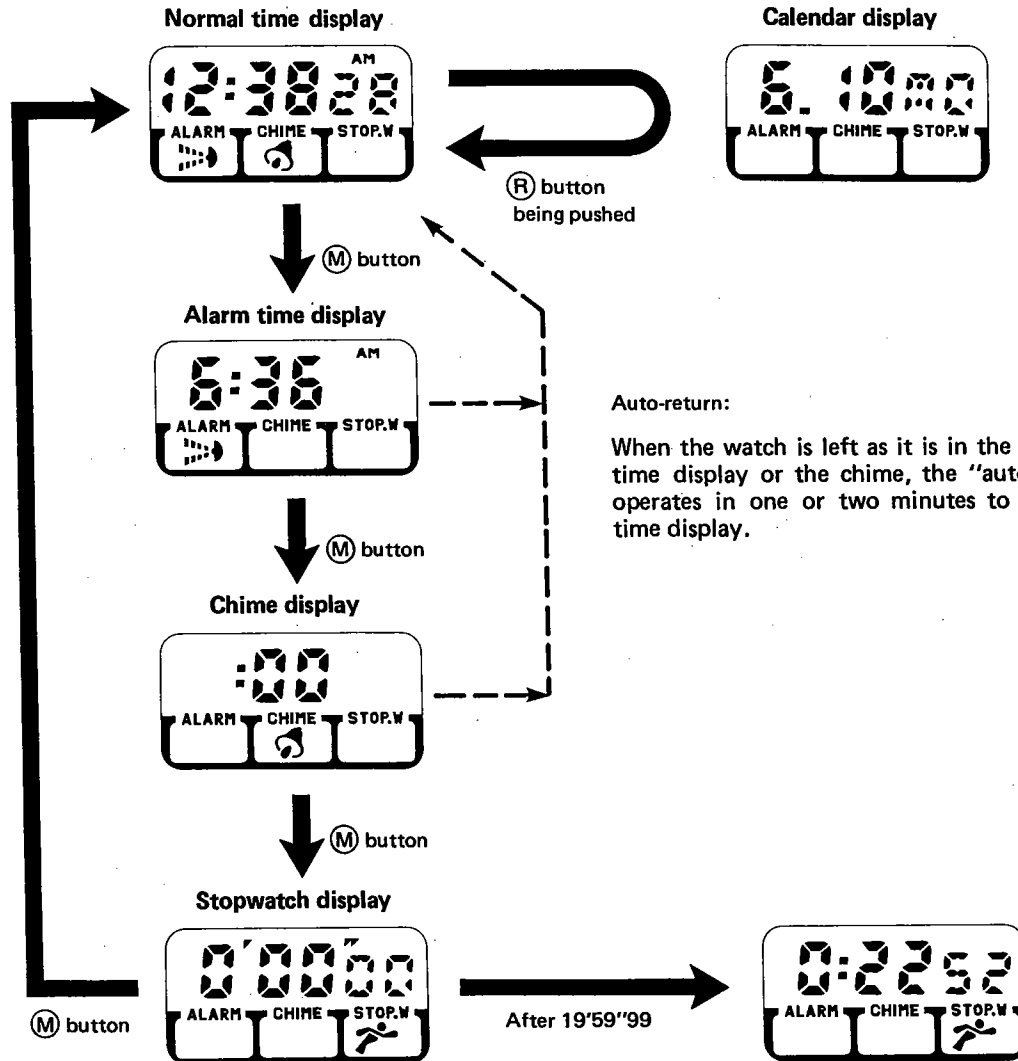 Normal time display
AM
12:38 28
ALARM CHIME STOP.W
Calendar display
6. 10 mo
ALARM CHIME STOP.W
R button
being pushed
M button
Alarm time display
AM
6:36
ALARM CHIME STOP.W
Auto-return:
When the watch is left as it is in the
time display or the chime, the "aut
operates in one or two minutes to
time display.
M button
Chime display
:00
ALARM CHIME STOP.W
M button
Stopwatch display
0'00"00
ALARM CHIME STOP.W
M button
After 19'59"99
0:22 52
ALARM CHIME STOP.W